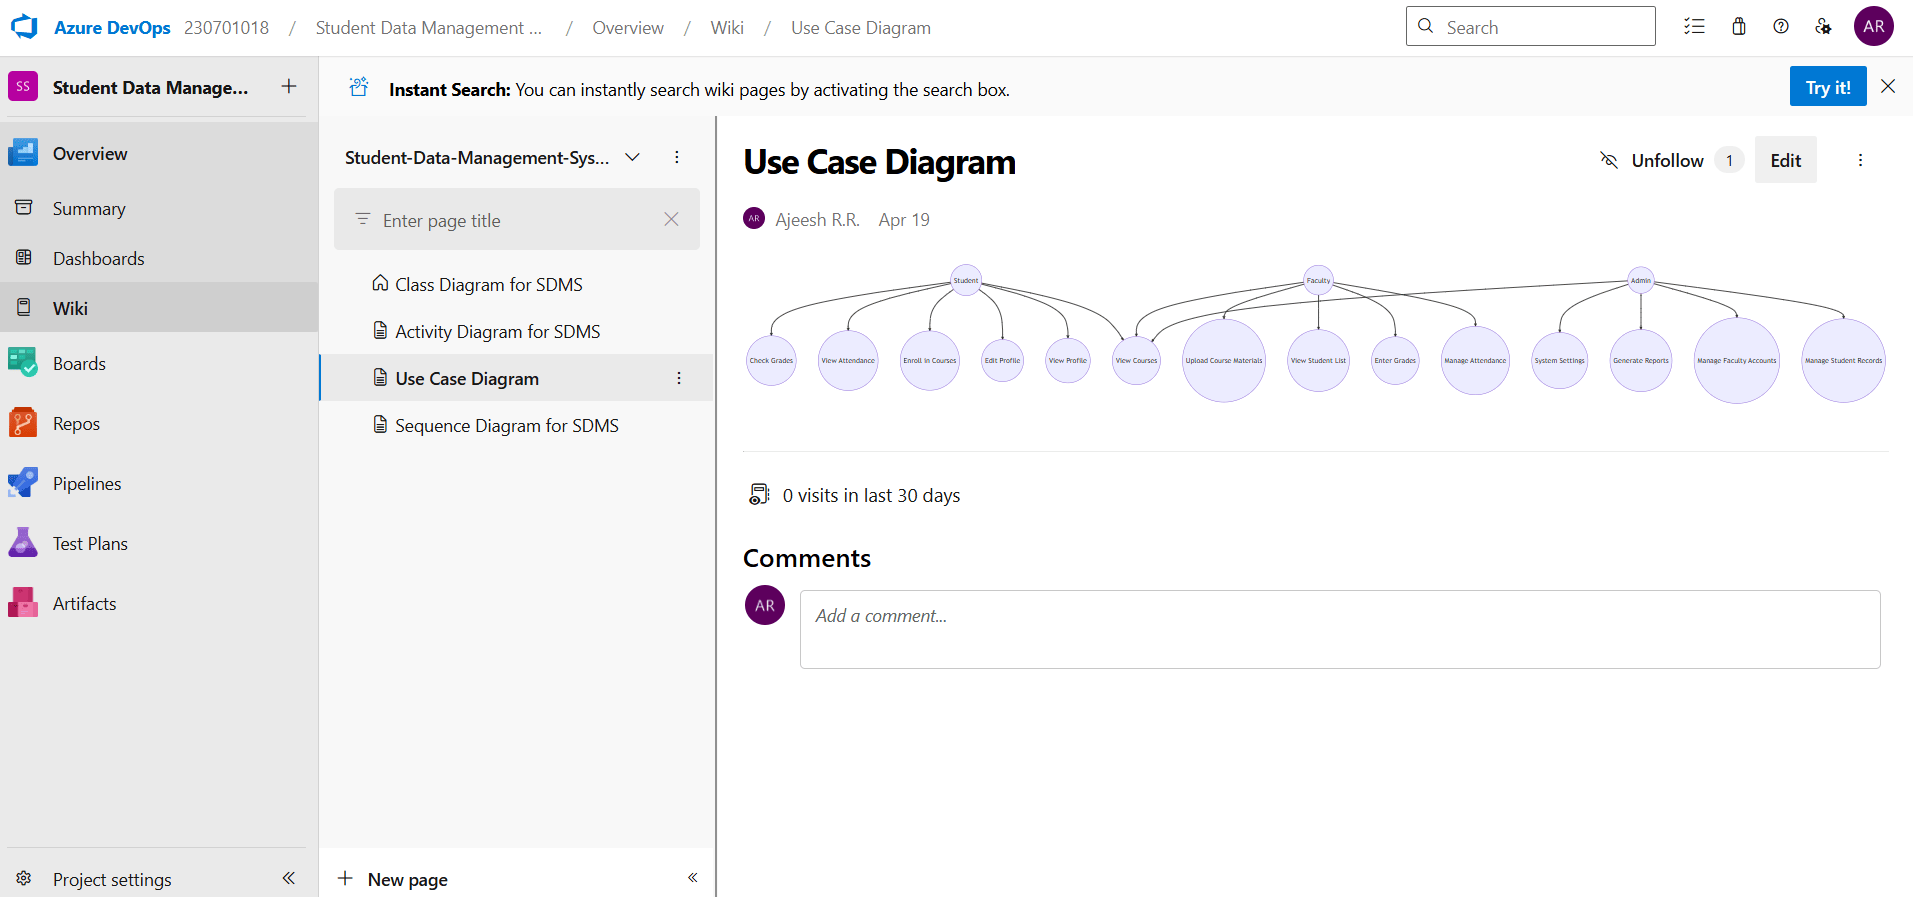 Azure DevOps 230701018 / Student Data Management ... / Overview / Wiki / Use Case Diagram
Search
AR
SS Student Data Manage...
Overview
Summary
Dashboards
Wiki
Boards
Repos
Pipelines
Test Plans
Artifacts
Project settings
Instant Search: You can instantly search wiki pages by activating the search box.
Try it!
Student-Data-Management-Sys...
Enter page title
Class Diagram for SDMS
Activity Diagram for SDMS
Use Case Diagram
Sequence Diagram for SDMS
New page
Use Case Diagram
Unfollow 1
Edit
AR Ajeesh R.R. Apr 19
Student Faculty Admin
Check Grades View Attendance Enroll in Courses Edit Profile View Profile View Courses Upload Course Materials View Student List Enter Grades Manage Attendance System Settings Generate Reports Manage Faculty Accounts Manage Student Records
0 visits in last 30 days
Comments
AR
Add a comment...